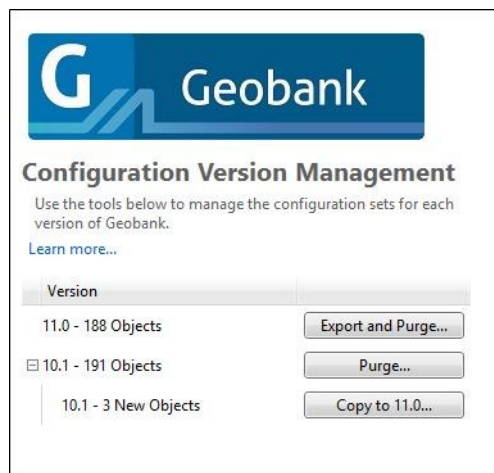 G Geobank
Configuration Version Management
Use the tools below to manage the configuration sets for each
version of Geobank.
Learn more...
Version
11.0 - 188 Objects Export and Purge...
10.1 - 191 Objects Purge...
10.1 - 3 New Objects Copy to 11.0...